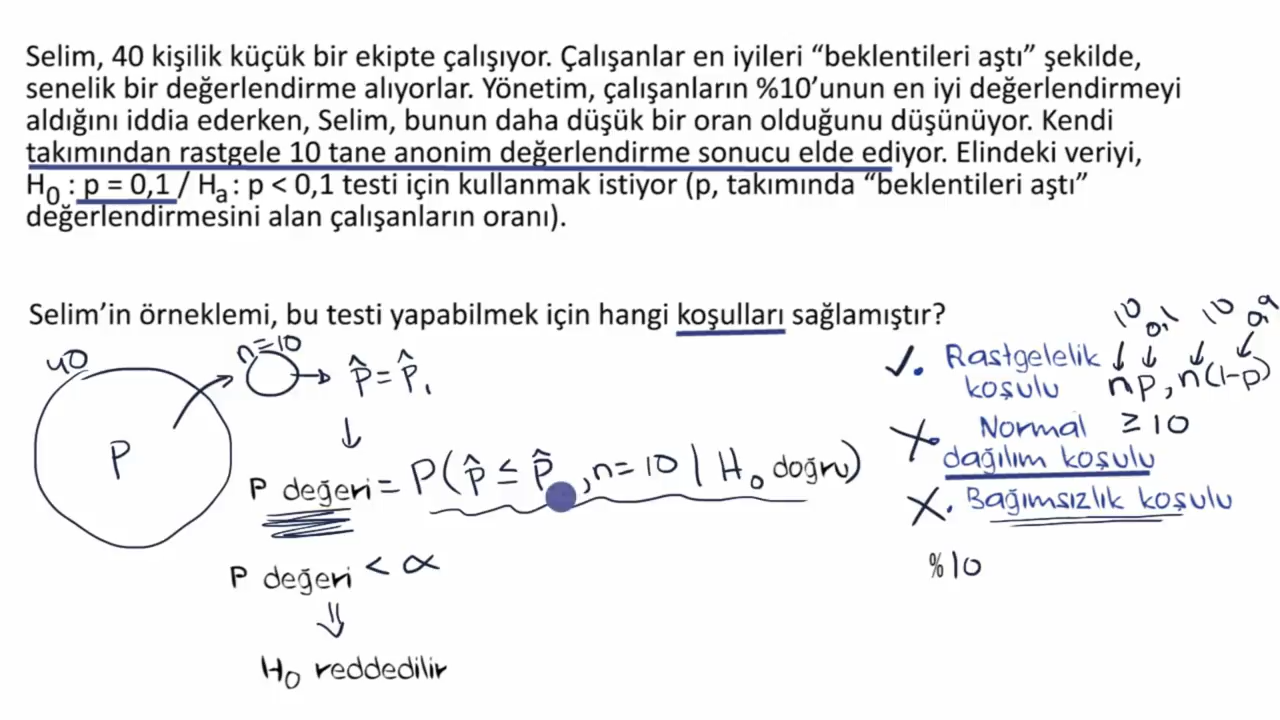 Selim, 40 kişilik küçük bir ekipte çalışıyor. Çalışanlar en iyileri “beklentileri aştı” şekilde,
senelik bir değerlendirme alıyorlar. Yönetim, çalışanların %10’unun en iyi değerlendirmeyi
aldığını iddia ederken, Selim, bunun daha düşük bir oran olduğunu düşünüyor. Kendi
takımından rastgele 10 tane anonim değerlendirme sonucu elde ediyor. Elindeki veriyi,
H₀ : p = 0,1 / Hₐ : p < 0,1 testi için kullanmak istiyor (p, takımında “beklentileri aştı”
değerlendirmesini alan çalışanların oranı).
Selim’in örneklemi, bu testi yapabilmek için hangi koşulları sağlamıştır?
40
n=10
p̂ = p̂₁
P
P değeri = P(p̂ ≤ p̂ , n=10 | H₀ doğru)
P değeri < α
⇓
H₀ reddedilir
10 0,1 10 0,9
✓. Rastgelelik
koşulu
np, n(1-p)
≥ 10
X. Normal
dağılım koşulu
X. Bağımsızlık koşulu
%10